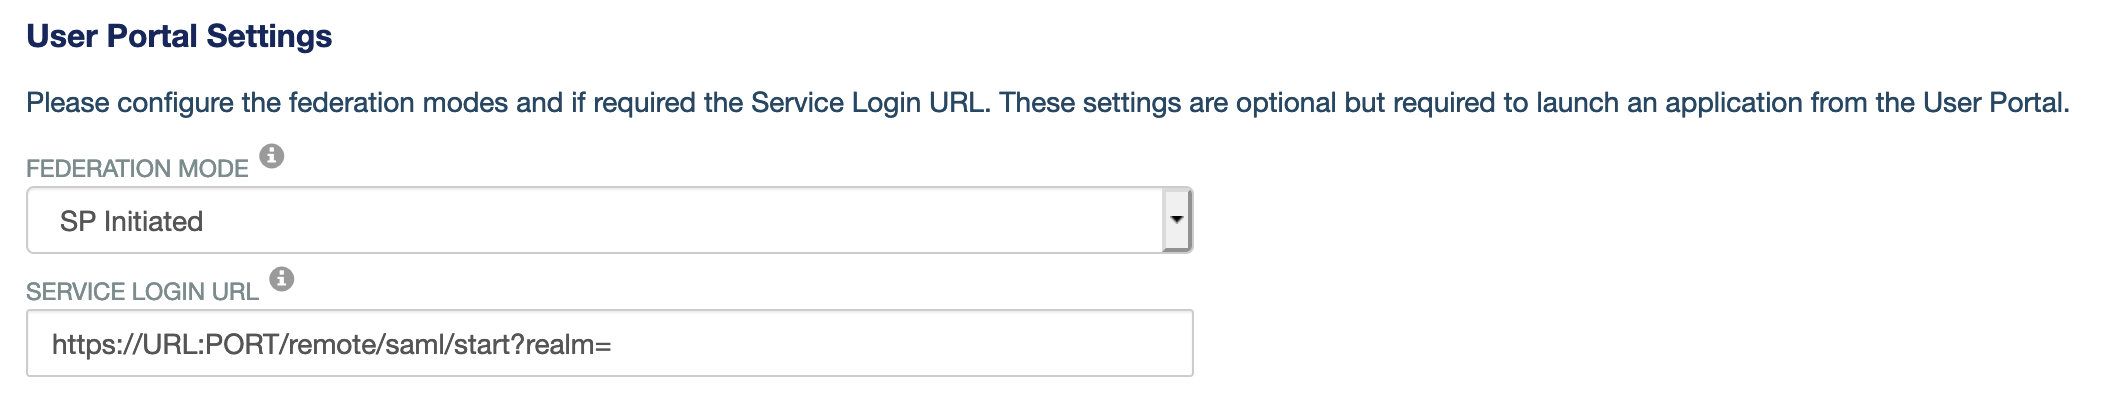 User Portal Settings
Please configure the federation modes and if required the Service Login URL. These settings are optional but required to launch an application from the User Portal.
FEDERATION MODE
SP Initiated
SERVICE LOGIN URL
https://URL:PORT/remote/saml/start?realm=